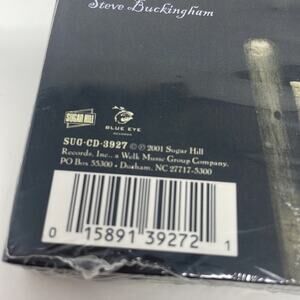 Steve Buckingham
SUGAR HILL
BLUE EYE
RECORDS
SUG-CD-3927 ©℗ 2001 Sugar Hill
Records, Inc., a Welk Music Group Company.
PO Box 55300 • Durham, NC 27717-5300
0 15891 39272 1